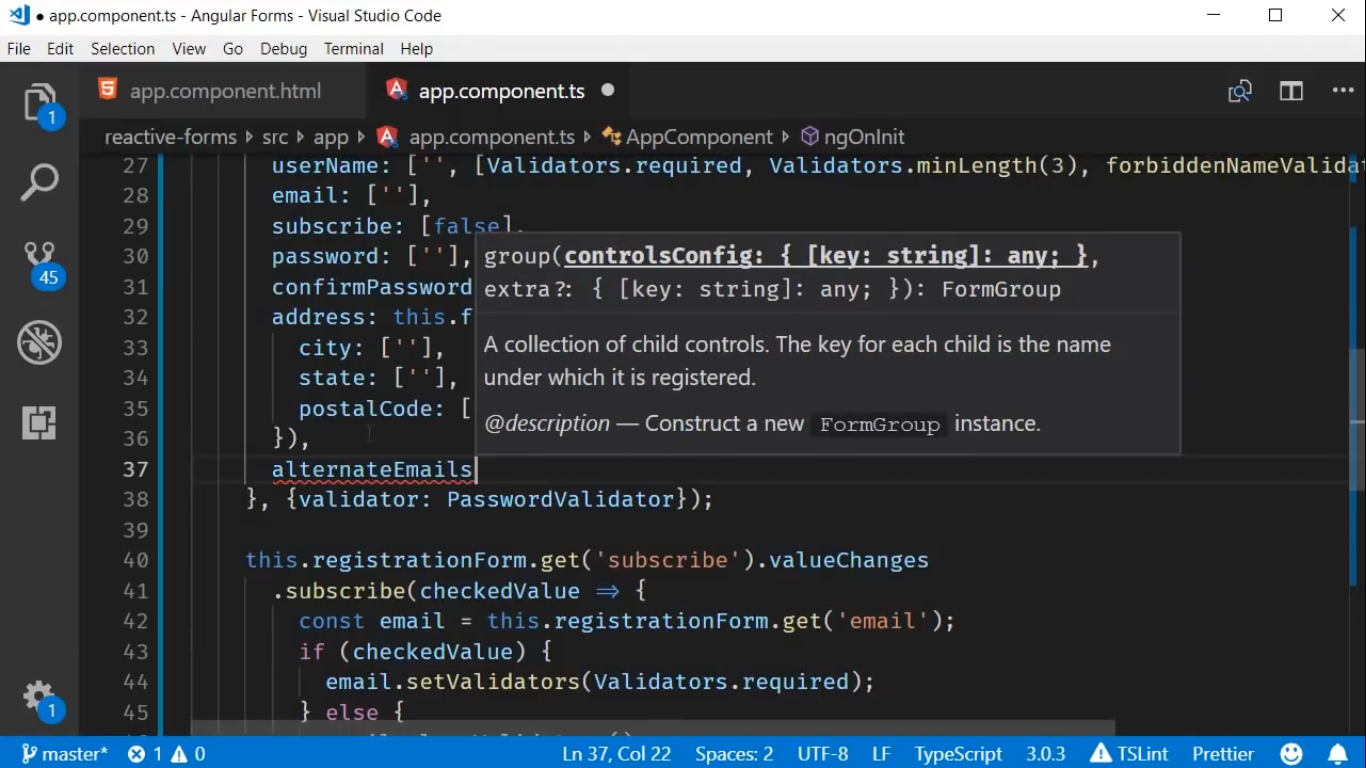 app.component.ts - Angular Forms - Visual Studio Code
File Edit Selection View Go Debug Terminal Help
app.component.html app.component.ts
reactive-forms src app app.component.ts AppComponent ngOnInit
27 userName: ['', [Validators.required, Validators.minLength(3), forbiddenNameValida
28 email: [''],
29 subscribe: [false],
30 password: [''],
31 confirmPassword
32 address: this.f
33 city: [''],
34 state: [''],
35 postalCode: [
36 }),
37 alternateEmails
38 }, {validator: PasswordValidator});
39
40 this.registrationForm.get('subscribe').valueChanges
41 .subscribe(checkedValue => {
42 const email = this.registrationForm.get('email');
43 if (checkedValue) {
44 email.setValidators(Validators.required);
45 } else {
group(controlsConfig: { [key: string]: any; },
extra?: { [key: string]: any; }): FormGroup
A collection of child controls. The key for each child is the name
under which it is registered.
@description — Construct a new FormGroup instance.
1
45
1
master* 1 0 Ln 37, Col 22 Spaces: 2 UTF-8 LF TypeScript 3.0.3 TSLint Prettier